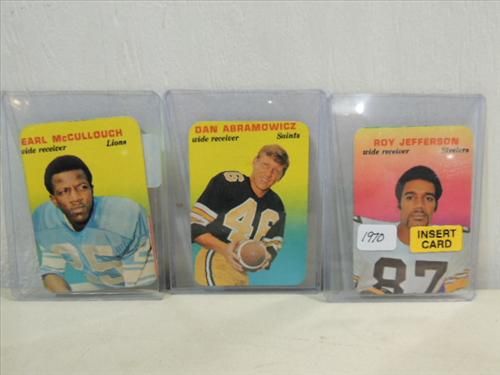 EARL McCULLOUCH
wide receiver Lions
25
DAN ABRAMOWICZ
wide receiver Saints
46
ROY JEFFERSON
wide receiver Steelers
1970
INSERT
CARD
87